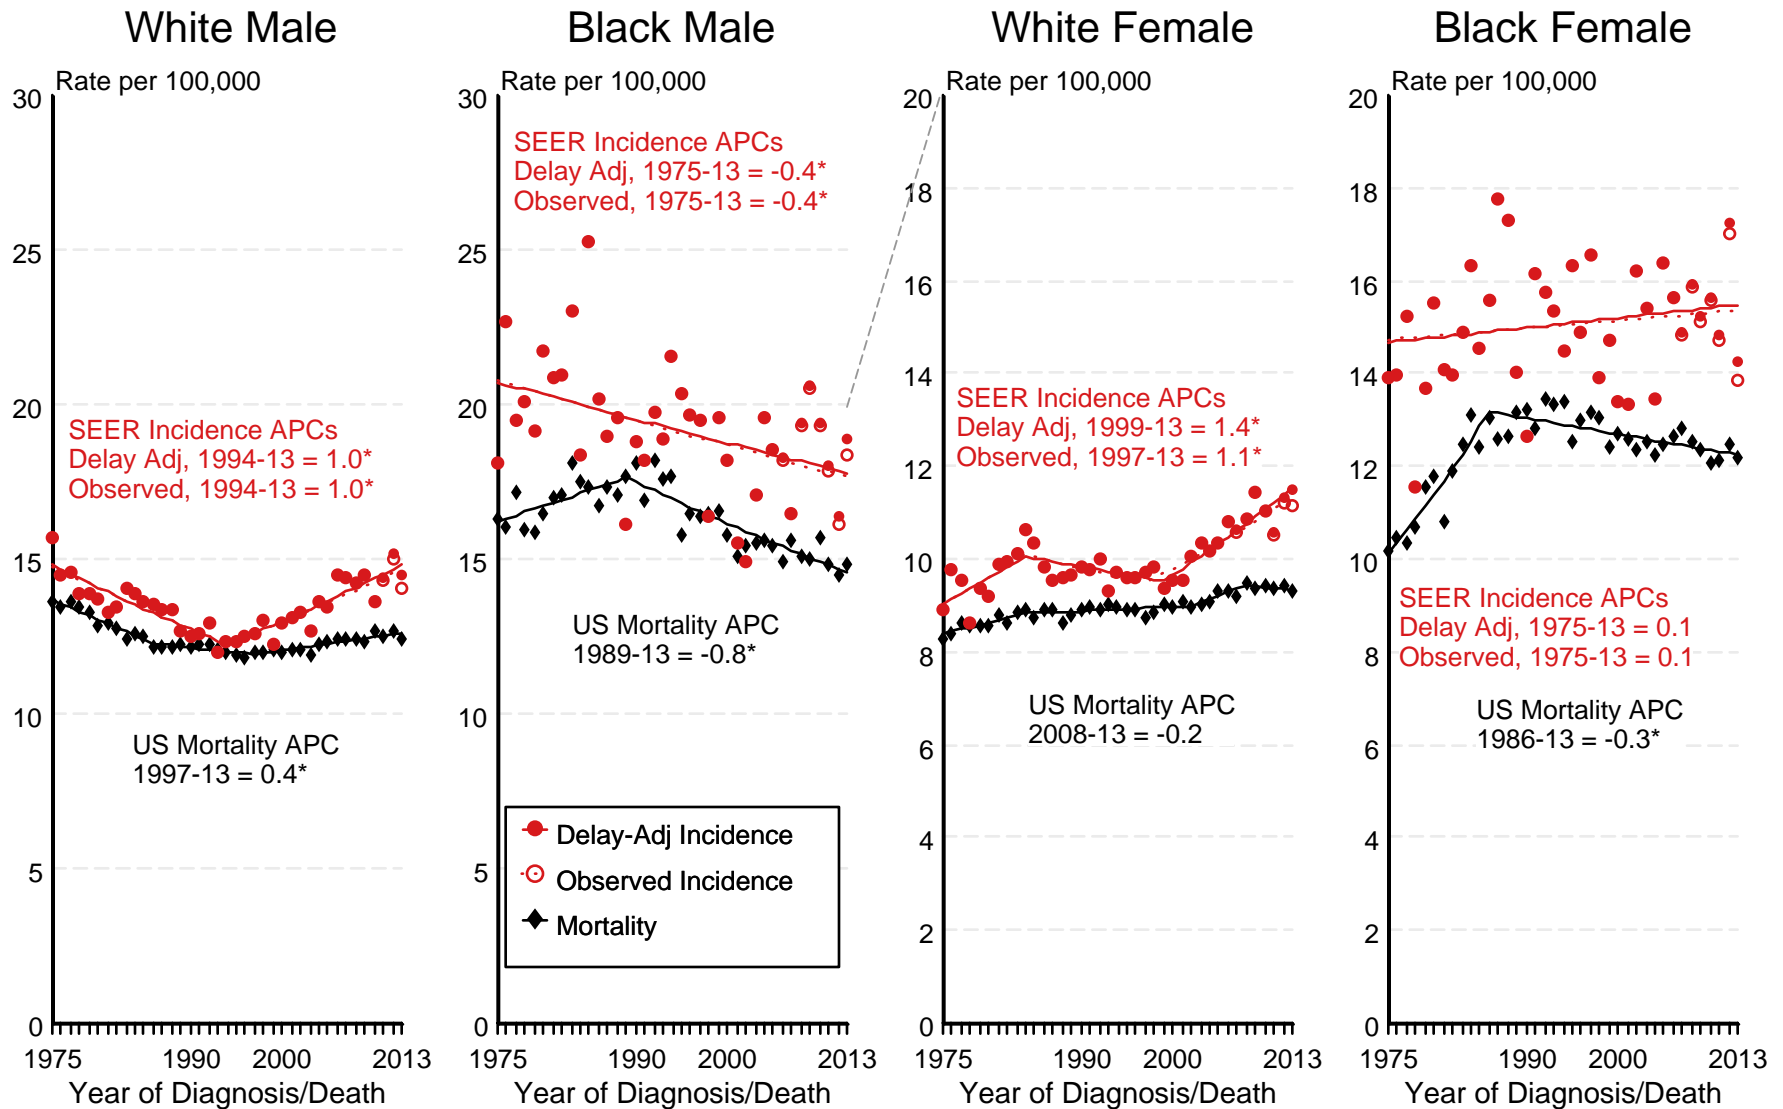 White Male
Rate per 100,000
30
25
20
15
10
5
0
SEER Incidence APCs
Delay Adj, 1994-13 = 1.0*
Observed, 1994-13 = 1.0*
US Mortality APC
1997-13 = 0.4*
1975 1990 2000 2013
Year of Diagnosis/Death
Black Male
Rate per 100,000
30
25
20
15
10
5
0
SEER Incidence APCs
Delay Adj, 1975-13 = -0.4*
Observed, 1975-13 = -0.4*
US Mortality APC
1989-13 = -0.8*
Delay-Adj Incidence
Observed Incidence
Mortality
1975 1990 2000 2013
Year of Diagnosis/Death
White Female
Rate per 100,000
20
18
16
14
12
10
8
6
4
2
0
SEER Incidence APCs
Delay Adj, 1999-13 = 1.4*
Observed, 1997-13 = 1.1*
US Mortality APC
2008-13 = -0.2
1975 1990 2000 2013
Year of Diagnosis/Death
Black Female
Rate per 100,000
20
18
16
14
12
10
8
6
4
2
0
SEER Incidence APCs
Delay Adj, 1975-13 = 0.1
Observed, 1975-13 = 0.1
US Mortality APC
1986-13 = -0.3*
1975 1990 2000 2013
Year of Diagnosis/Death